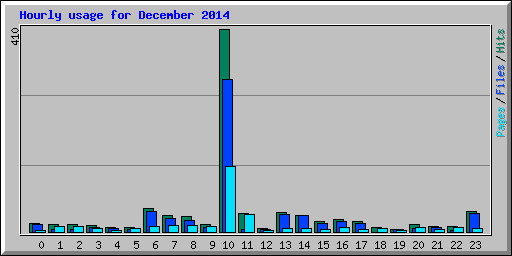 Hourly usage for December 2014
410
Pages/Files/Hits
0 1 2 3 4 5 6 7 8 9 10 11 12 13 14 15 16 17 18 19 20 21 22 23